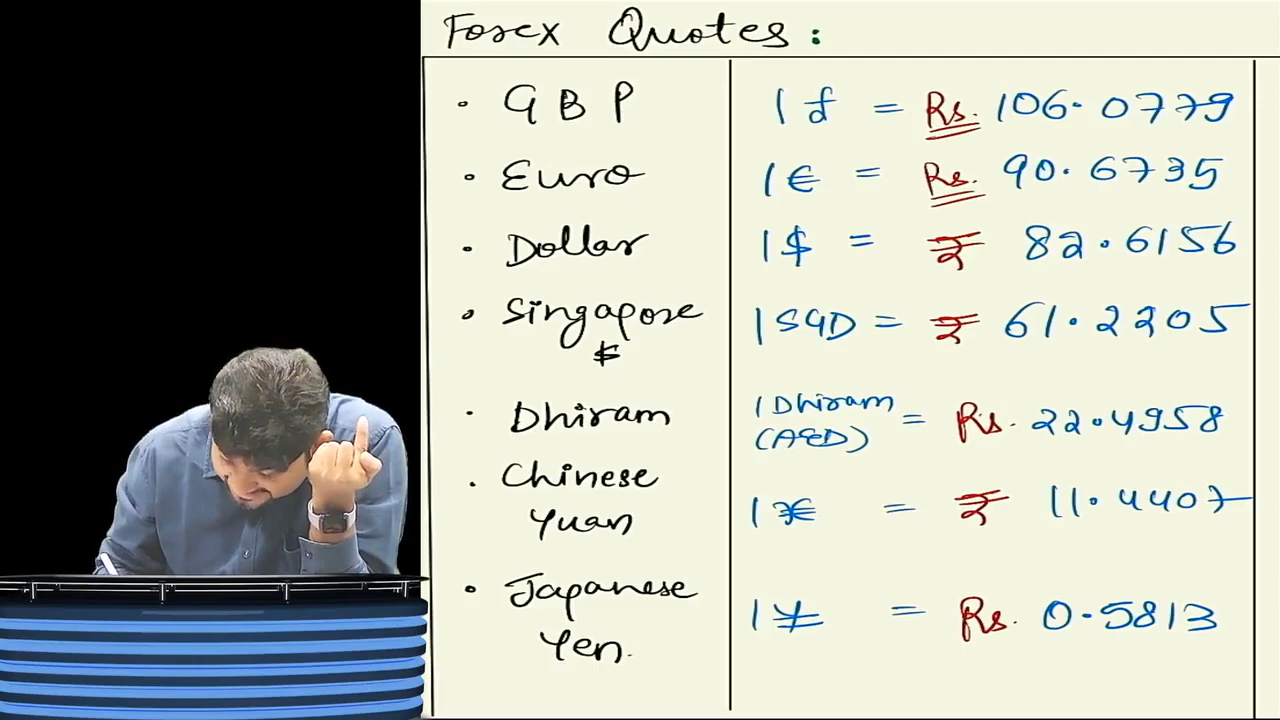 Forex Quotes :
• GBP 1 £ = Rs. 106.0779
• Euro 1 € = Rs. 90.6735
• Dollar 1 $ = ₹ 82.6156
• Singapore $ 1 SGD = ₹ 61.2205
• Dhiram 1 Dhiram (AED) = Rs. 22.4958
• Chinese Yuan 1 ¥ = ₹ 11.4407
• Japanese Yen. 1 ¥ = Rs. 0.5813